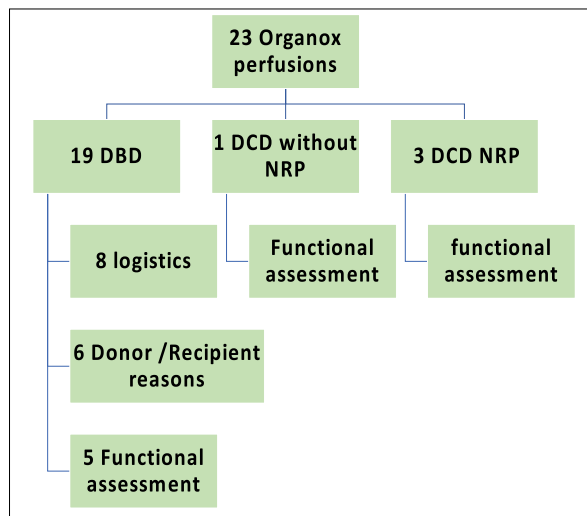 23 Organox
perfusions
19 DBD
1 DCD without
NRP
3 DCD NRP
8 logistics
Functional
assessment
functional
assessment
6 Donor /Recipient
reasons
5 Functional
assessment